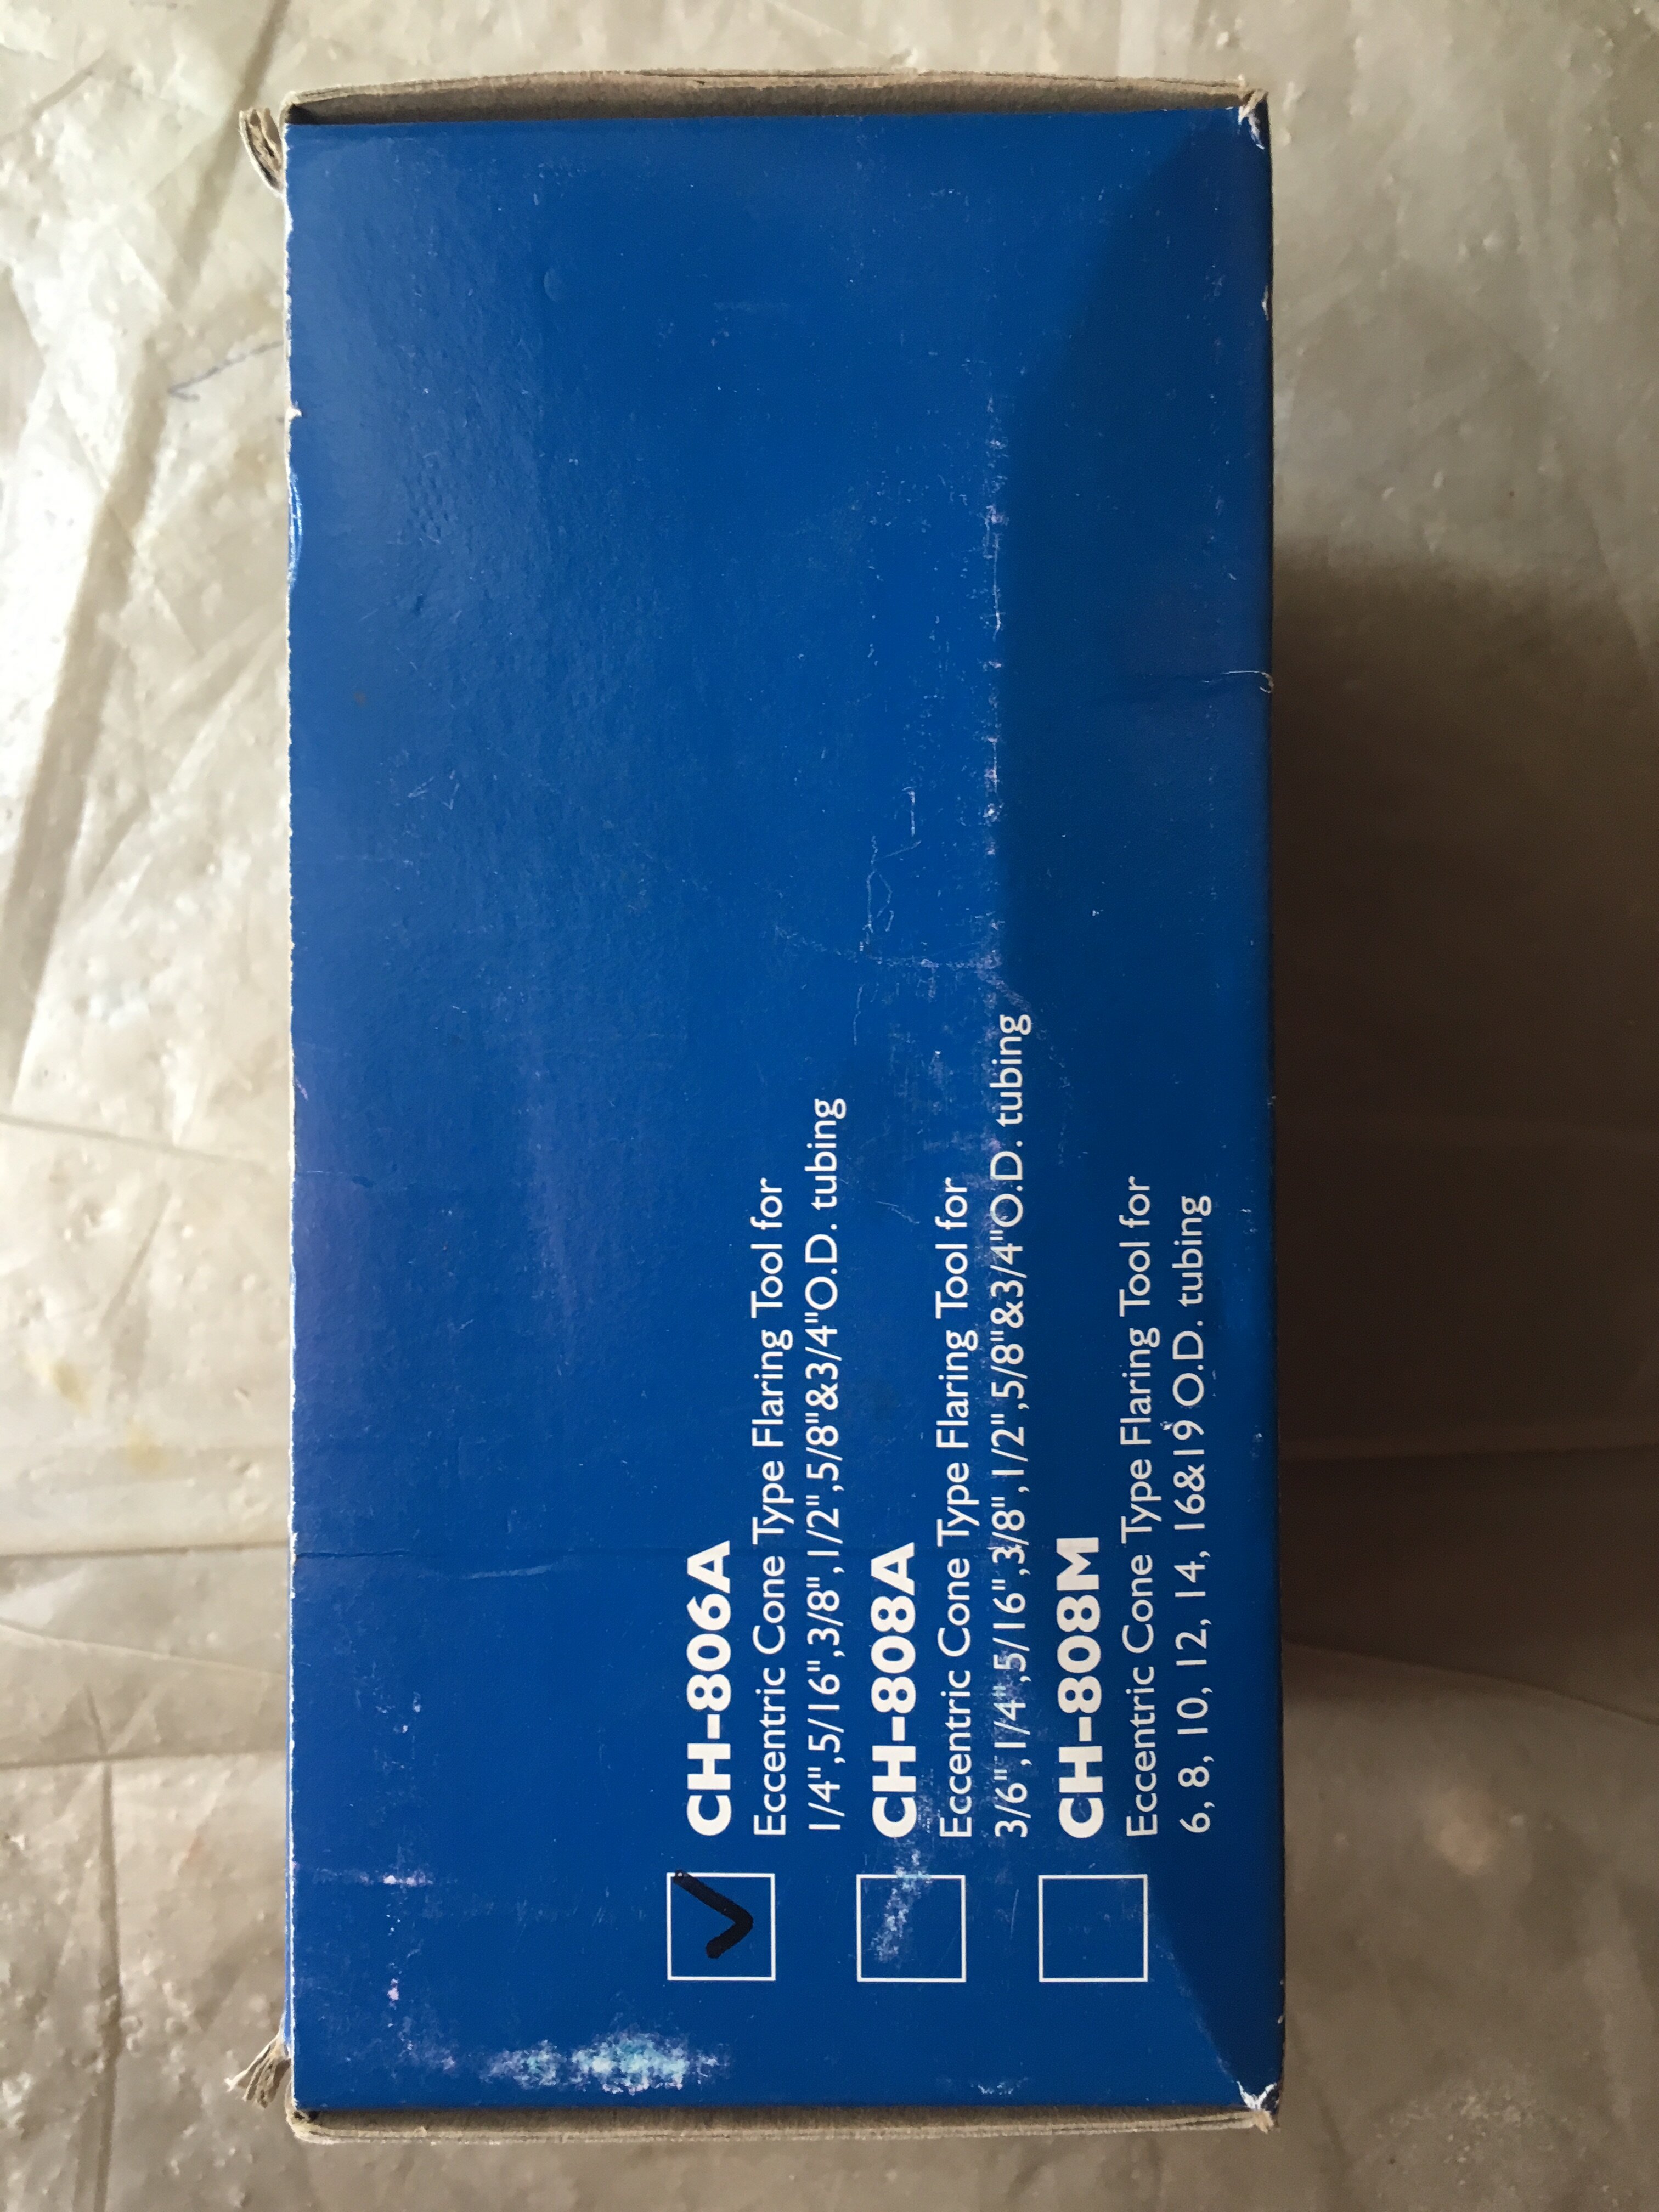 CH-806A
Eccentric Cone Type Flaring Tool for
1/4",5/16",3/8",1/2",5/8"&3/4"O.D. tubing
CH-808A
Eccentric Cone Type Flaring Tool for
3/6",1/4",5/16",3/8",1/2",5/8"&3/4"O.D. tubing
CH-808M
Eccentric Cone Type Flaring Tool for
6, 8, 10, 12, 14, 16&19 O.D. tubing